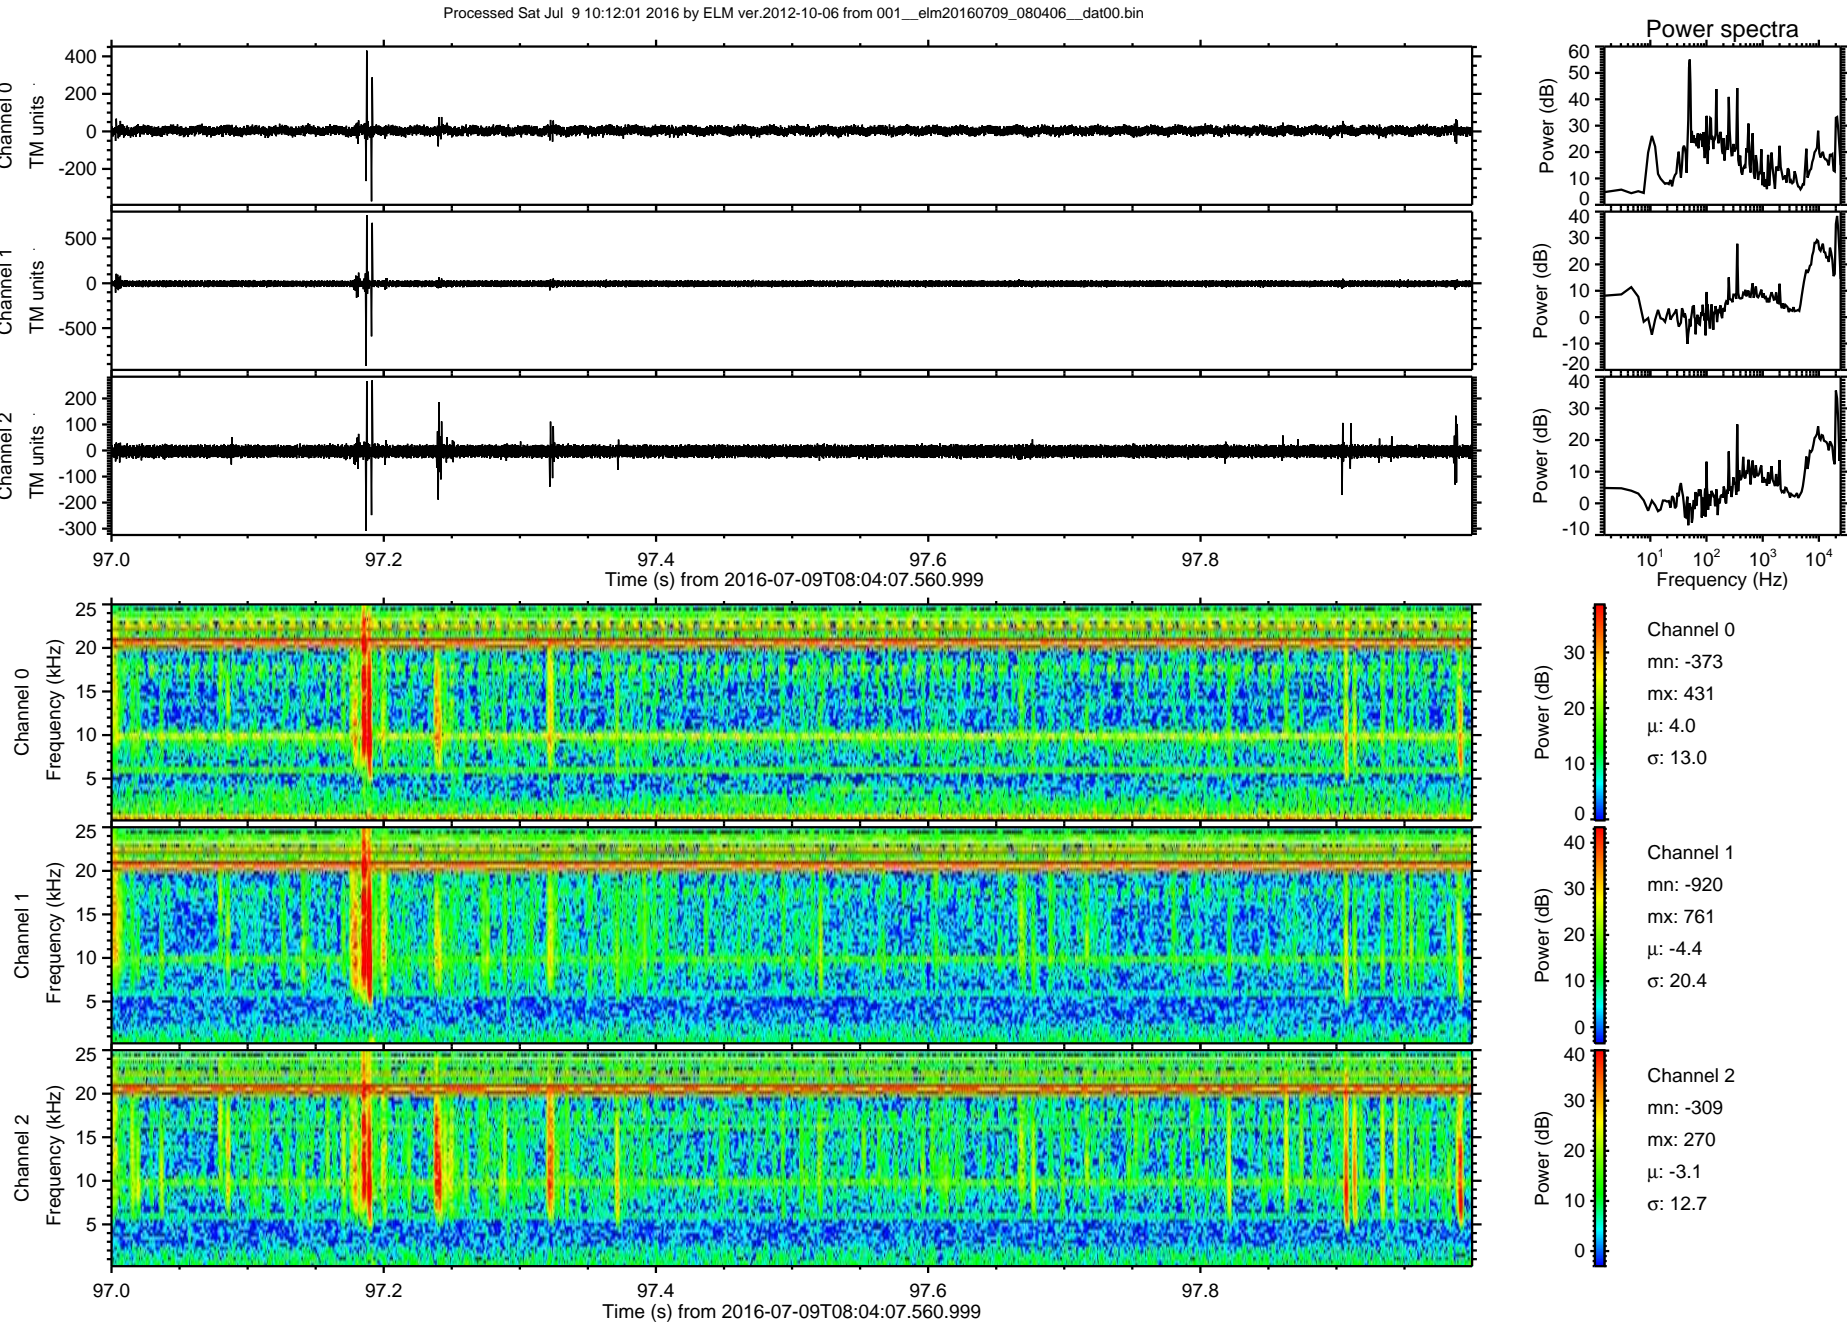 Processed Sat Jul  9 10:12:01 2016 by ELM ver.2012-10-06 from 001__elm20160709_080406__dat00.bin
Power spectra
Channel 0
TM units
400
200
0
-200
Power (dB)
60
50
40
30
20
10
0
Channel 1
TM units
500
0
-500
Power (dB)
40
30
20
10
0
-10
-20
Channel 2
TM units
200
100
0
-100
-200
-300
Power (dB)
40
30
20
10
0
-10
97.0 97.2 97.4 97.6 97.8
Time (s) from 2016-07-09T08:04:07.560.999
10¹ 10² 10³ 10⁴
Frequency (Hz)
Channel 0
Frequency (kHz)
25
20
15
10
5
Power (dB)
30
20
10
0
Channel 0
mn: -373
mx: 431
μ: 4.0
σ: 13.0
Channel 1
Frequency (kHz)
25
20
15
10
5
Power (dB)
40
30
20
10
0
Channel 1
mn: -920
mx: 761
μ: -4.4
σ: 20.4
Channel 2
Frequency (kHz)
25
20
15
10
5
Power (dB)
40
30
20
10
0
Channel 2
mn: -309
mx: 270
μ: -3.1
σ: 12.7
97.0 97.2 97.4 97.6 97.8
Time (s) from 2016-07-09T08:04:07.560.999